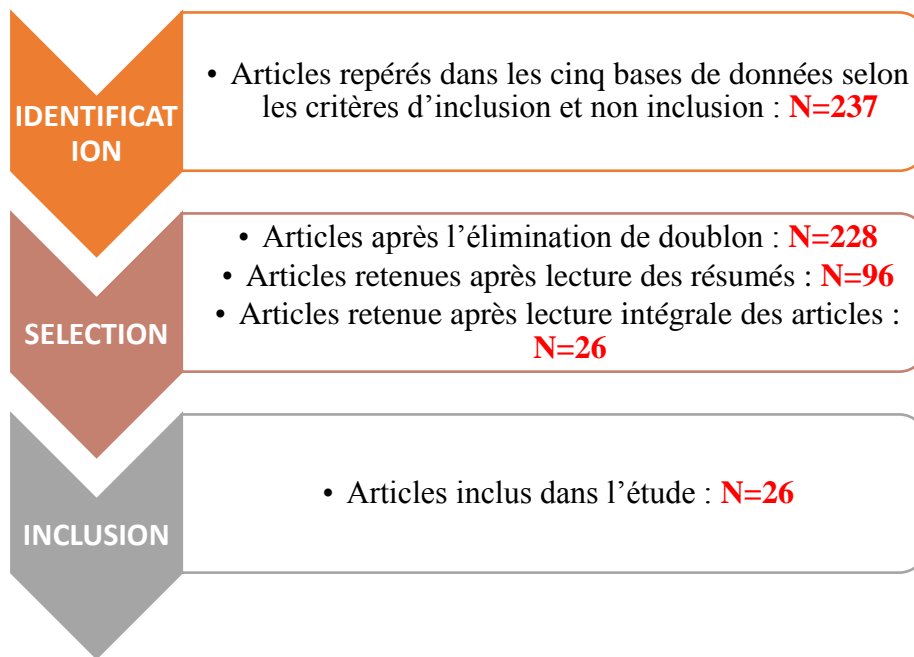 IDENTIFICAT
ION
• Articles repérés dans les cinq bases de données selon
les critères d'inclusion et non inclusion : N=237
SELECTION
• Articles après l'élimination de doublon : N=228
• Articles retenues après lecture des résumés : N=96
• Articles retenue après lecture intégrale des articles :
N=26
INCLUSION
• Articles inclus dans l'étude : N=26